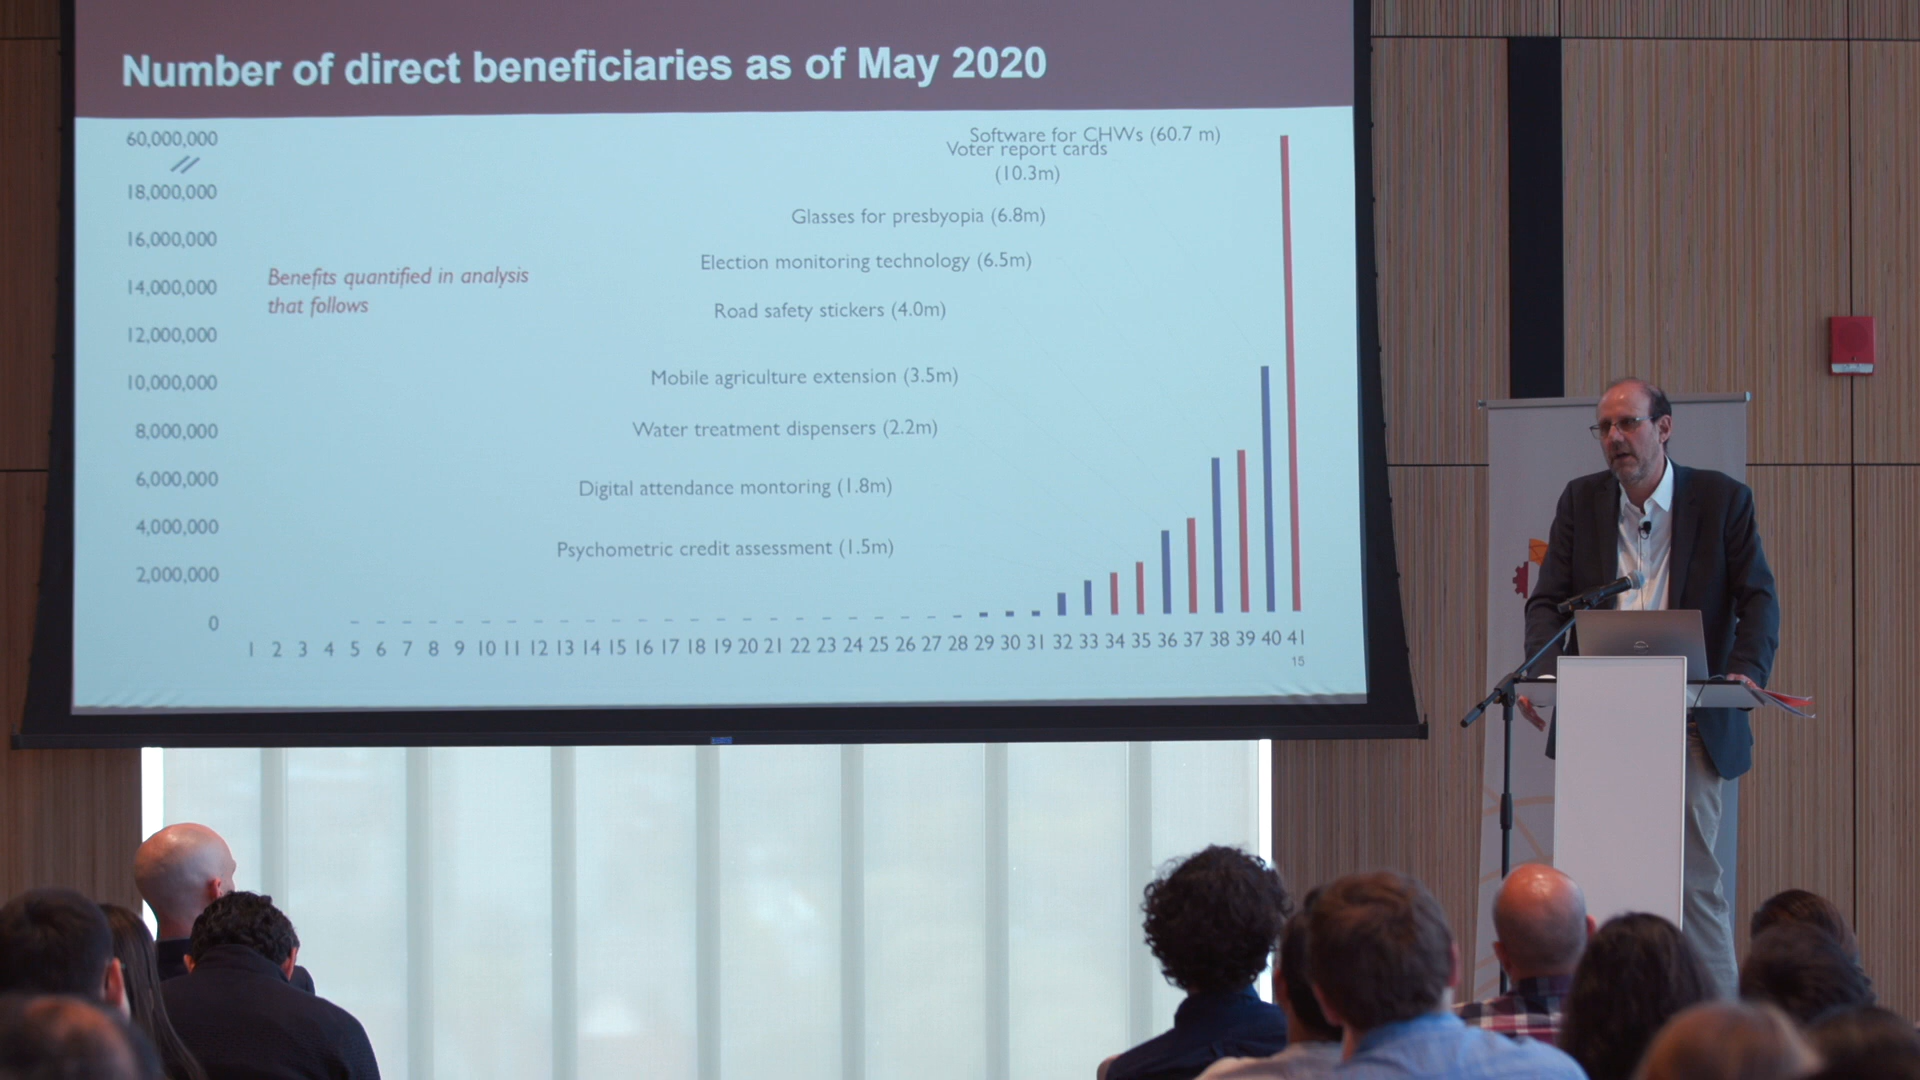 Number of direct beneficiaries as of May 2020
60,000,000
18,000,000
16,000,000
14,000,000
12,000,000
10,000,000
8,000,000
6,000,000
4,000,000
2,000,000
0
Benefits quantified in analysis
that follows
Software for CHWs (60.7 m)
Voter report cards
(10.3m)
Glasses for presbyopia (6.8m)
Election monitoring technology (6.5m)
Road safety stickers (4.0m)
Mobile agriculture extension (3.5m)
Water treatment dispensers (2.2m)
Digital attendance montoring (1.8m)
Psychometric credit assessment (1.5m)
1 2 3 4 5 6 7 8 9 10 11 12 13 14 15 16 17 18 19 20 21 22 23 24 25 26 27 28 29 30 31 32 33 34 35 36 37 38 39 40 41
15